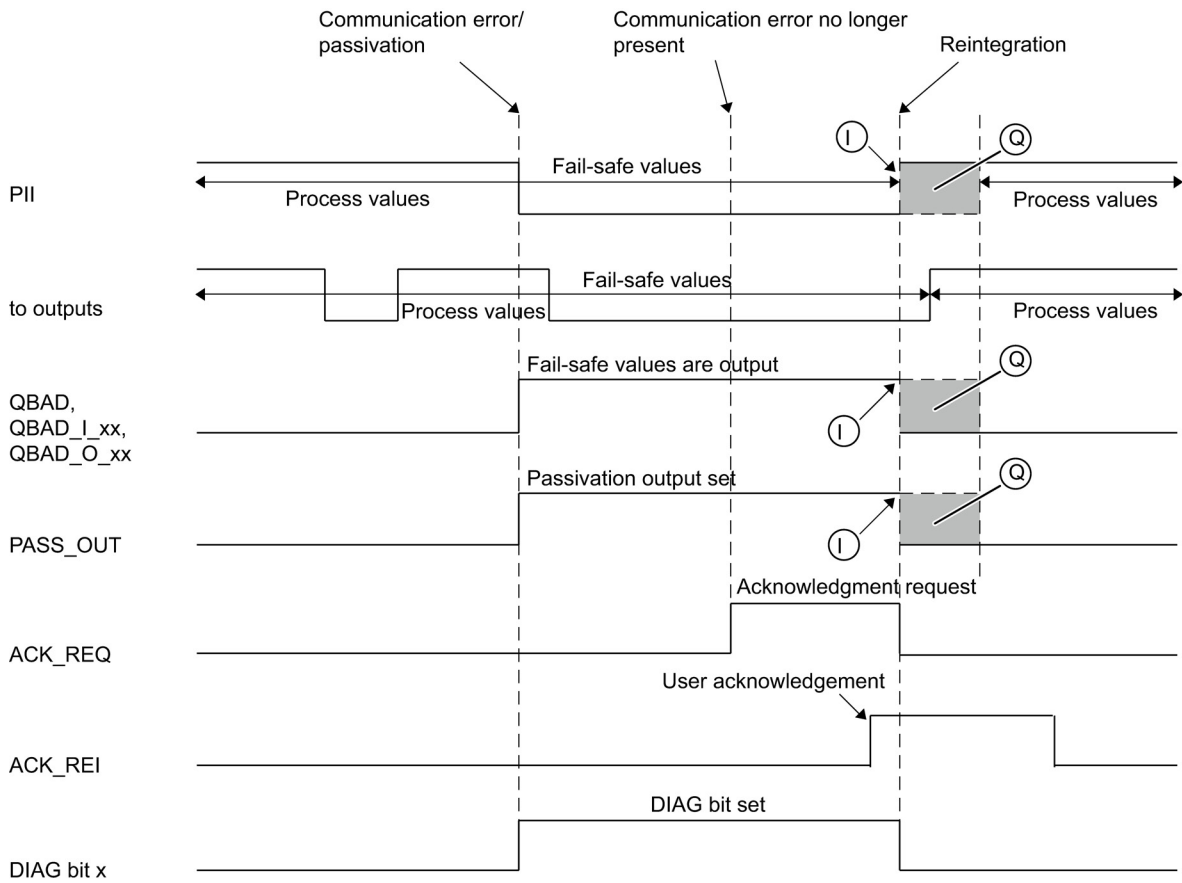 Communication error/
passivation
Communication error no longer
present
Reintegration
I
Q
PII
Fail-safe values
Process values
Process values
to outputs
Fail-safe values
Process values
Process values
QBAD,
QBAD_I_xx,
QBAD_O_xx
Fail-safe values are output
I
Q
PASS_OUT
Passivation output set
I
Q
ACK_REQ
Acknowledgment request
ACK_REI
User acknowledgement
DIAG bit x
DIAG bit set